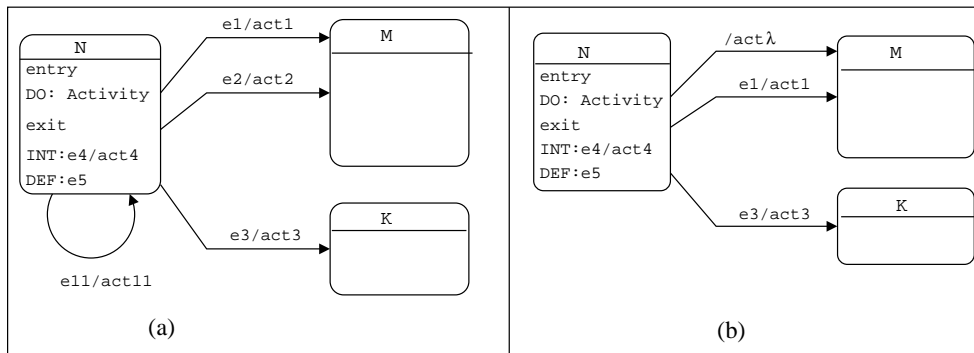 N
entry
DO: Activity
exit
INT:e4/act4
DEF:e5
e1/act1
e2/act2
e3/act3
e11/act11
M
K
(a)
N
entry
DO: Activity
exit
INT:e4/act4
DEF:e5
/actλ
e1/act1
e3/act3
M
K
(b)